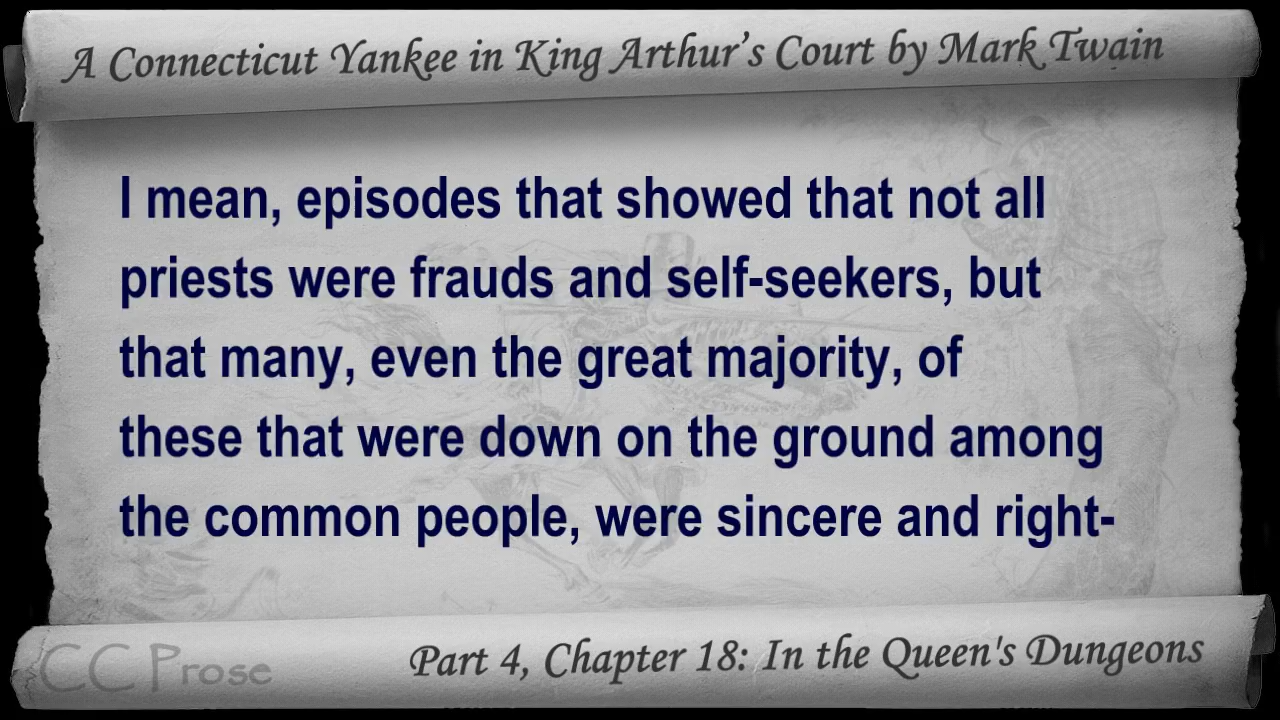 A Connecticut Yankee in King Arthur's Court by Mark Twain
I mean, episodes that showed that not all
priests were frauds and self-seekers, but
that many, even the great majority, of
these that were down on the ground among
the common people, were sincere and right-
CC Prose
Part 4, Chapter 18: In the Queen's Dungeons